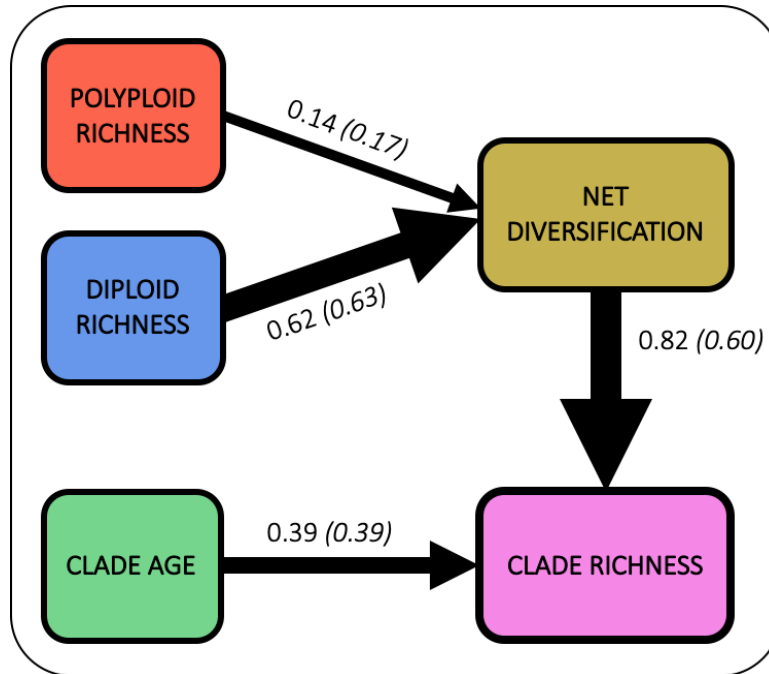 POLYPLOID
RICHNESS
0.14 (0.17)
NET
DIVERSIFICATION
DIPLOID
RICHNESS
0.62 (0.63)
0.82 (0.60)
CLADE AGE
0.39 (0.39)
CLADE RICHNESS